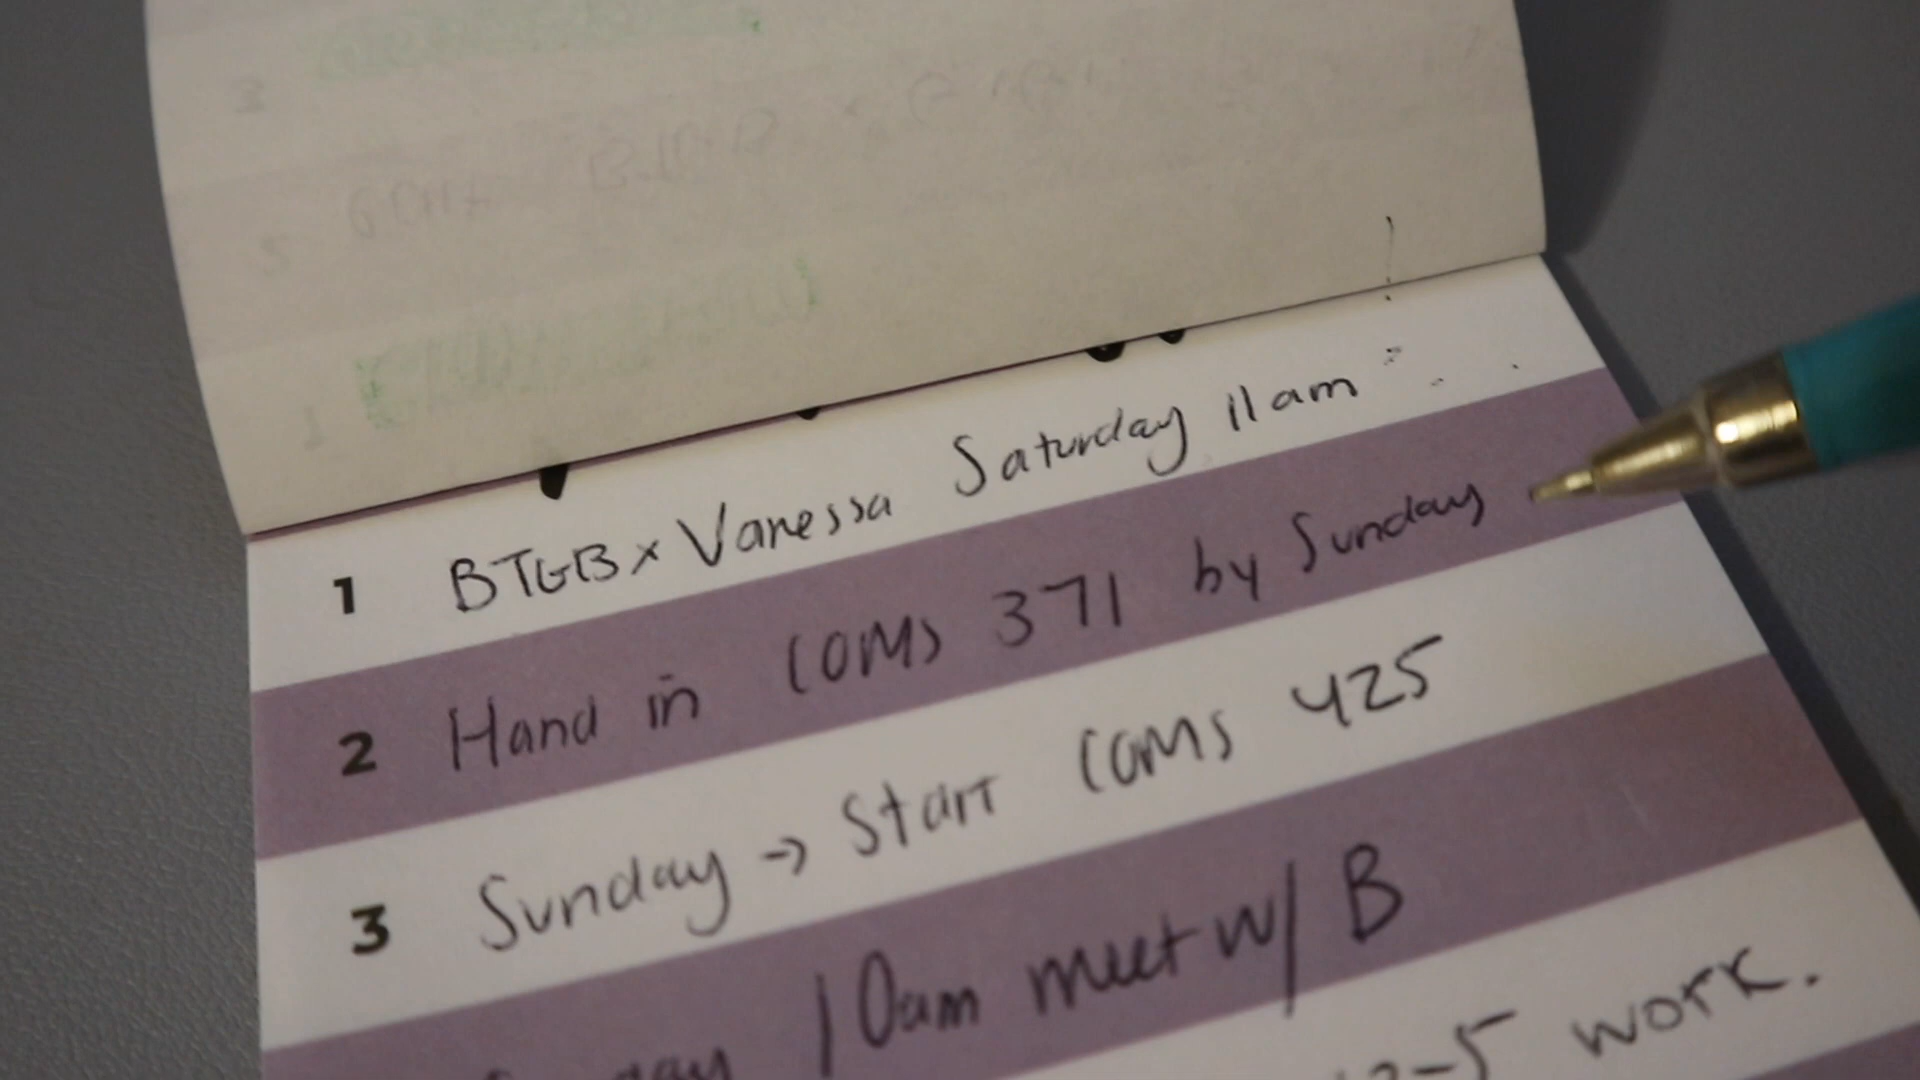 1 BTGB x Vanessa Saturday 11am
2 Hand in COMS 371 by Sunday
3 Sunday → Start COMS 425
10am meet w/ B
-5 work.